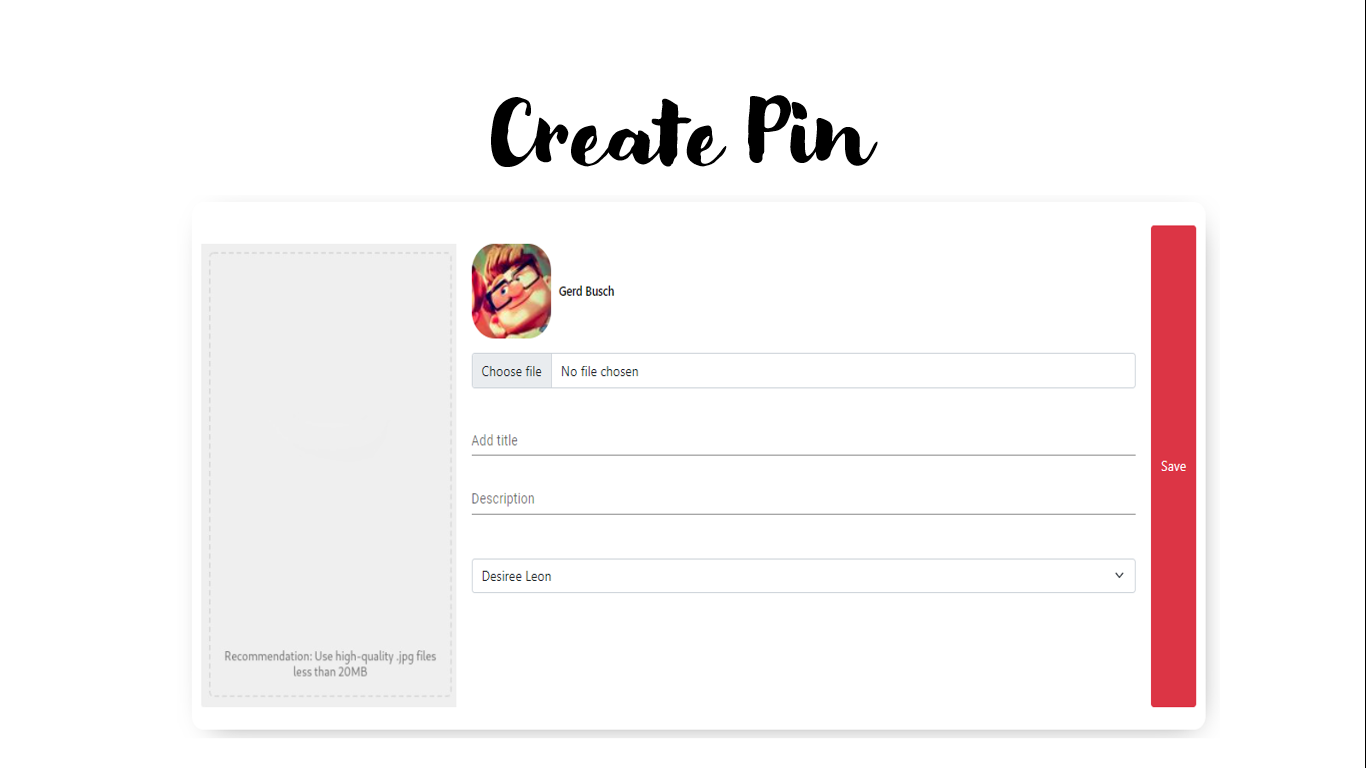 Create Pin
Gerd Busch
Choose file No file chosen
Add title
Description
Desiree Leon
Save
Recommendation: Use high-quality .jpg files
less than 20MB